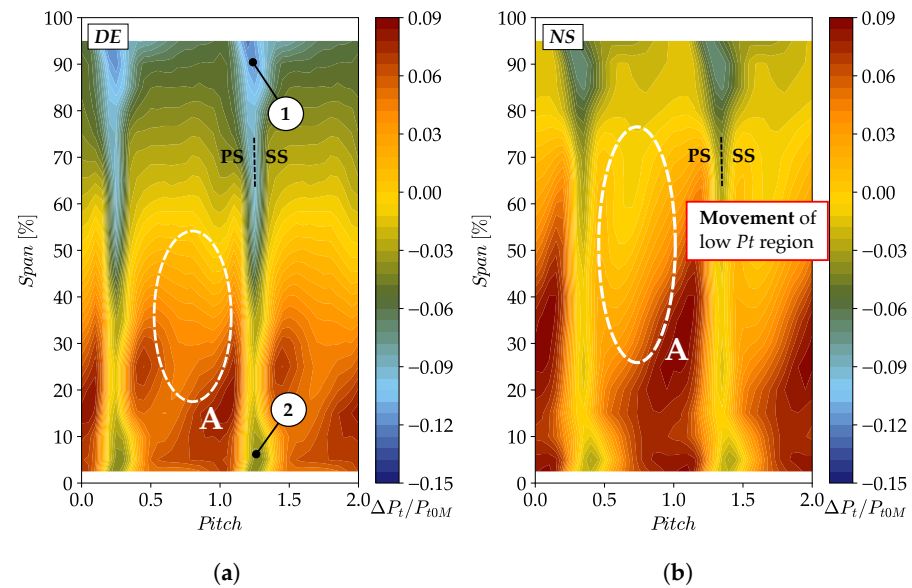 DE
100
90
80
70
60
50
40
30
20
10
0
Span [%]
0.0
0.5
1.0
1.5
2.0
Pitch
1
2
PS
SS
A
0.09
0.06
0.03
0.00
−0.03
−0.06
−0.09
−0.12
−0.15
ΔPt/Pt0M
(a)
NS
100
90
80
70
60
50
40
30
20
10
0
Span [%]
0.0
0.5
1.0
1.5
2.0
Pitch
PS
SS
Movement of
low Pt region
A
0.09
0.06
0.03
0.00
−0.03
−0.06
−0.09
−0.12
−0.15
ΔPt/Pt0M
(b)